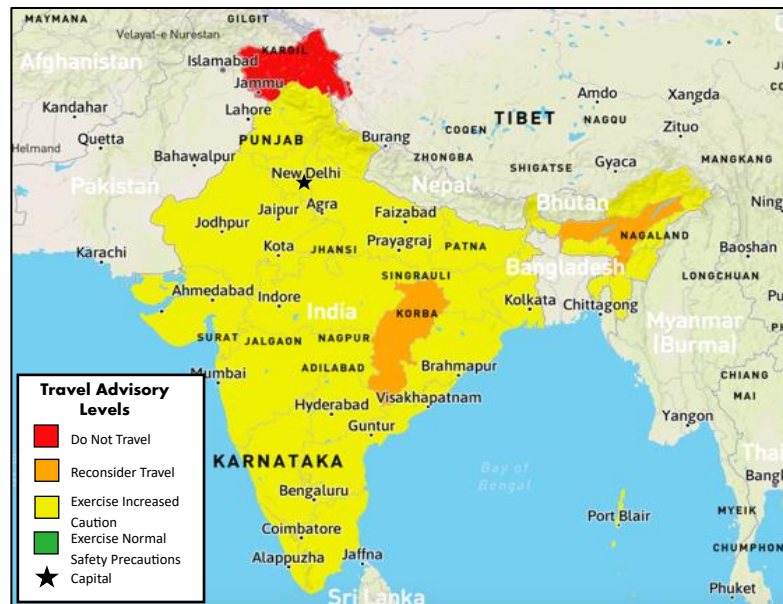 MAYMANA
GILGIT
Velayat-e Nurestan
KARGIL
Afghanistan
Islamabad
Jammu
Amdo
Xangda
Kandahar
Lahore
TIBET
NAGQU
Quetta
PUNJAB
Burang
COQEN
Zituo
Helmand
Bahawalpur
ZHONGBA
SHIGATSE
Gyaca
MANGKANG
New Delhi
Pakistan
Nepal
Bhutan
Ning
Jaipur
Agra
Faizabad
Jodhpur
NAGALAND
Karachi
Kota
JHANSI
Prayagraj
PATNA
Baoshan
Bangladesh
SINGRAULI
LONGCHUAN
Ahmedabad
Indore
India
KORBA
Kolkata
Chittagong
Pu
Myanmar
(Burma)
SURAT
JALGAON
NAGPUR
Mumbai
ADILABAD
Brahmapur
CHIANG
MAI
Visakhapatnam
Hyderabad
Yangon
Guntur
KARNATAKA
Bay of
Bengal
Thai
Bangk
Bengaluru
Port Blair
MYEIK
Coimbatore
CHUMPHON
Alappuzha
Jaffna
Sri Lanka
Phuket
Travel Advisory
Levels
Do Not Travel
Reconsider Travel
Exercise Increased
Caution
Exercise Normal
Safety Precautions
Capital